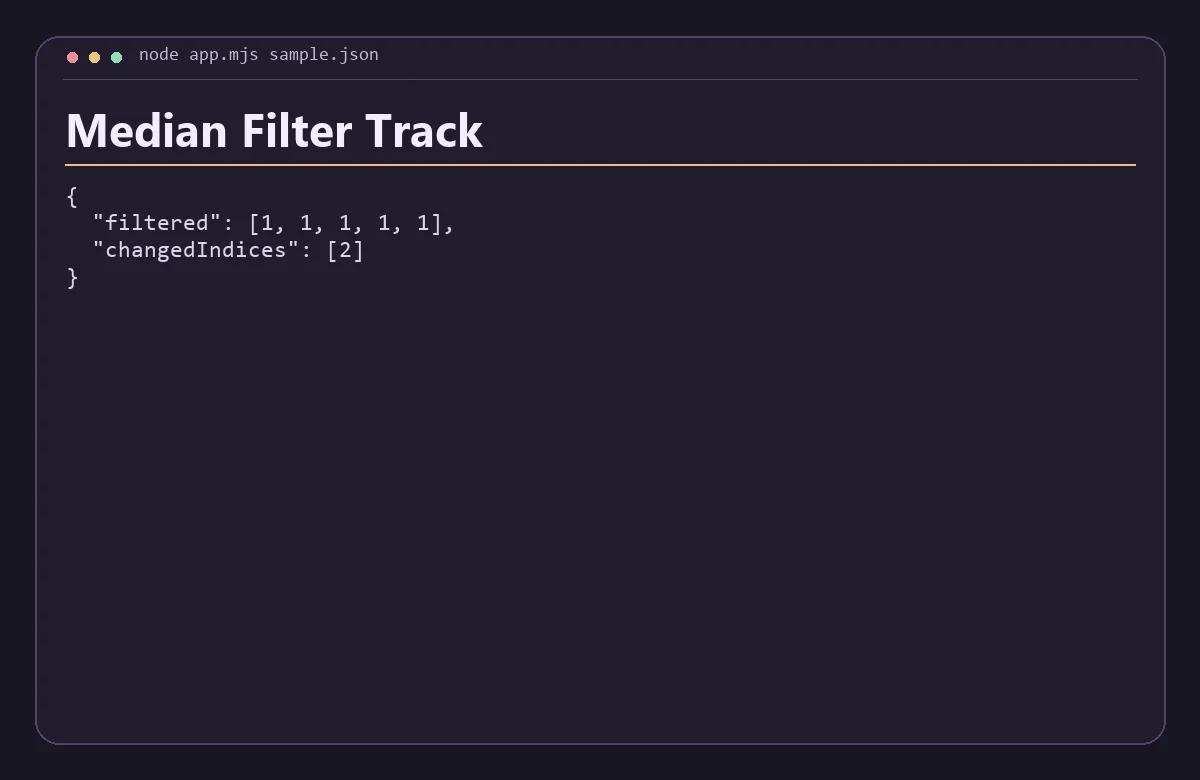 node app.mjs sample.json
Median Filter Track
{
  "filtered": [1, 1, 1, 1, 1],
  "changedIndices": [2]
}